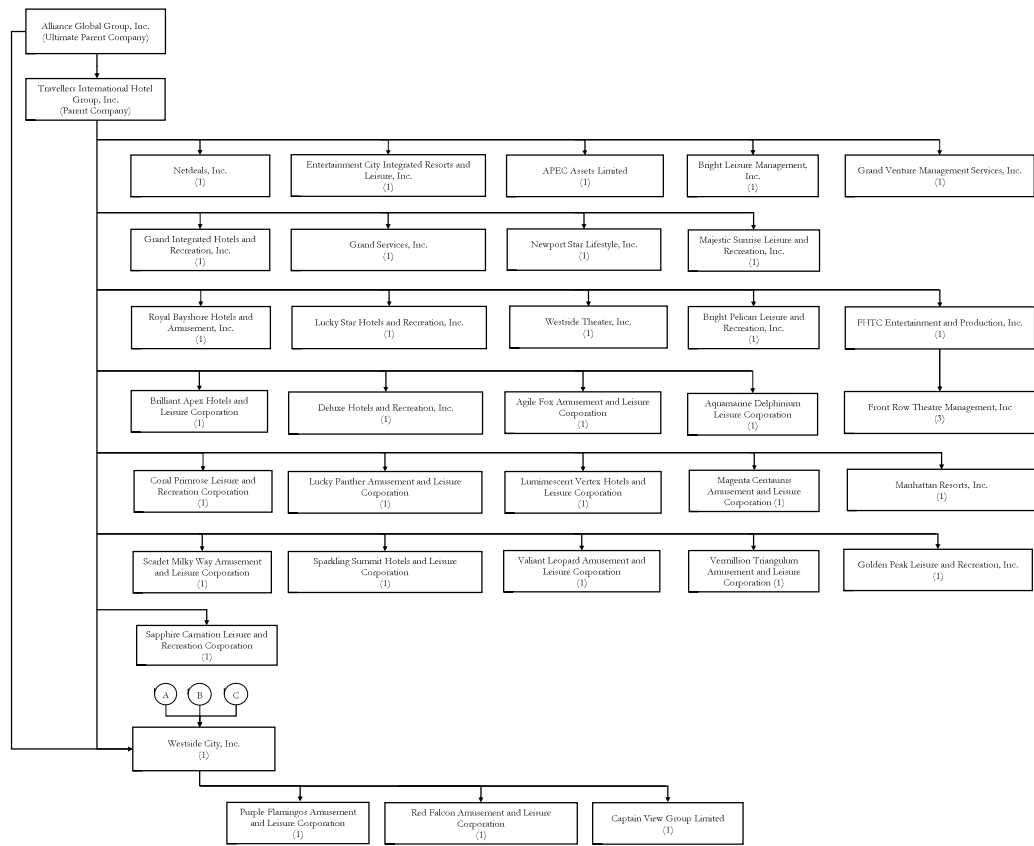 Alliance Global Group, Inc.
(Ultimate Parent Company)
Travellers International Hotel
Group, Inc.
(Parent Company)
Netdeals, Inc.
(1)
Entertainment City Integrated Resorts and
Leisure, Inc.
(1)
APEC Assets Limited
(1)
Bright Leisure Management,
Inc.
(1)
Grand Venture Management Services, Inc.
(1)
Grand Integrated Hotels and
Recreation, Inc.
(1)
Grand Services, Inc.
(1)
Newport Star Lifestyle, Inc.
(1)
Majestic Sunrise Leisure and
Recreation, Inc.
(1)
Royal Bayshore Hotels and
Amusement, Inc.
(1)
Lucky Star Hotels and Recreation, Inc.
(1)
Westside Theater, Inc.
(1)
Bright Pelican Leisure and
Recreation, Inc.
(1)
FHTC Entertainment and Production, Inc.
(1)
Brilliant Apex Hotels and
Leisure Corporation
(1)
Deluxe Hotels and Recreation, Inc.
(1)
Agile Fox Amusement and Leisure
Corporation
(1)
Aquamarine Delphinium
Leisure Corporation
(1)
Front Row Theatre Management, Inc
(3)
Coral Primrose Leisure and
Recreation Corporation
(1)
Lucky Panther Amusement and Leisure
Corporation
(1)
Lumimescent Vertex Hotels and
Leisure Corporation
(1)
Magenta Centaurus
Amusement and Leisure
Corporation (1)
Manhattan Resorts, Inc.
(1)
Scarlet Milky Way Amusement
and Leisure Corporation
(1)
Sparkling Summit Hotels and Leisure
Corporation
(1)
Valiant Leopard Amusement and
Leisure Corporation
(1)
Vermillion Triangulum
Amusement and Leisure
Corporation (1)
Golden Peak Leisure and Recreation, Inc.
(1)
Sapphire Carnation Leisure and
Recreation Corporation
(1)
A
B
C
Westside City, Inc.
(1)
Purple Flamingos Amusement
and Leisure Corporation
(1)
Red Falcon Amusement and Leisure
Corporation
(1)
Captain View Group Limited
(1)